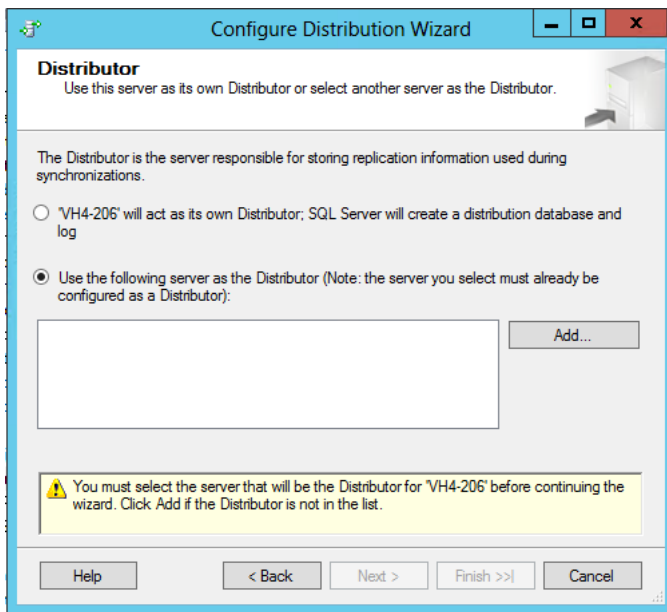 Configure Distribution Wizard
Distributor
Use this server as its own Distributor or select another server as the Distributor.
The Distributor is the server responsible for storing replication information used during
synchronizations.
'VH4-206' will act as its own Distributor; SQL Server will create a distribution database and
log
Use the following server as the Distributor (Note: the server you select must already be
configured as a Distributor):
Add...
You must select the server that will be the Distributor for 'VH4-206' before continuing the
wizard. Click Add if the Distributor is not in the list.
Help
< Back
Next >
Finish >>|
Cancel